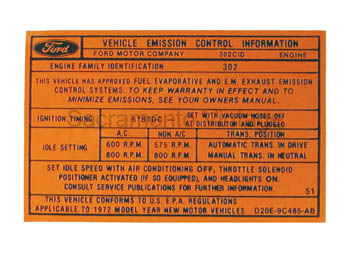 Ford
VEHICLE EMISSION CONTROL INFORMATION
FORD MOTOR COMPANY 302CID ENGINE
ENGINE FAMILY IDENTIFICATION 302
THIS VEHICLE HAS APPROVED FUEL EVAPORATIVE AND E.M. EXHAUST EMISSION
CONTROL SYSTEMS. TO KEEP WARRANTY IN EFFECT AND TO
MINIMIZE EMISSIONS, SEE YOUR OWNERS MANUAL.
IGNITION TIMING 6°BTDC SET WITH VACUUM HOSES OFF
AT DISTRIBUTOR AND PLUGGED.
A.C. NON A/C TRANS. POSITION
IDLE SETTING
600 R.P.M. 575 R.P.M. AUTOMATIC TRANS. IN DRIVE
800 R.P.M. 800 R.P.M. MANUAL TRANS. IN NEUTRAL
SET IDLE SPEED WITH AIR CONDITIONING OFF, THROTTLE SOLENOID
POSITIONER ACTIVATED (IF SO EQUIPPED), AND HEADLIGHTS ON.
CONSULT SERVICE PUBLICATIONS FOR FURTHER INFORMATION.
51
THIS VEHICLE CONFORMS TO U.S. E.P.A. REGULATIONS
APPLICABLE TO 1972 MODEL YEAR NEW MOTOR VEHICLES. D20E-9C485-AB